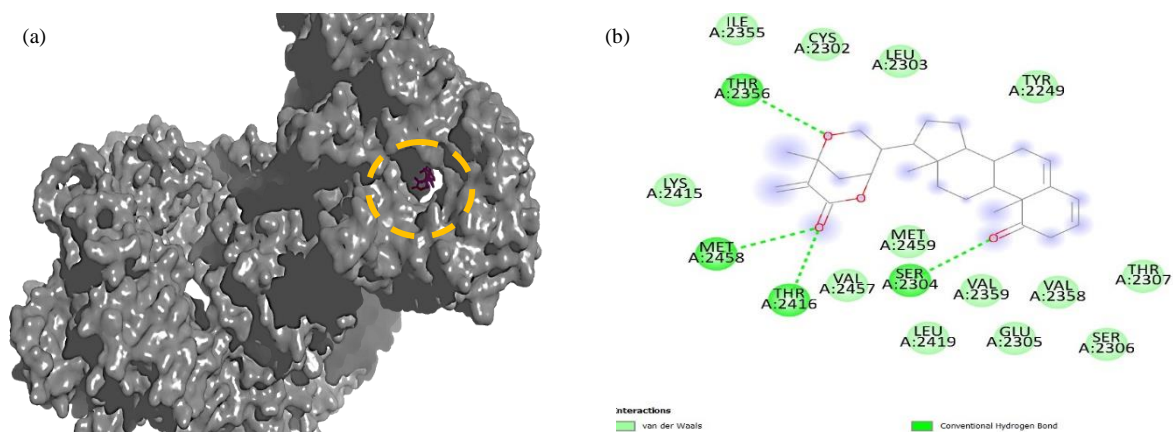 (a)
(b)
ILE
A:2355
CYS
A:2302
LEU
A:2303
THR
A:2356
TYR
A:2249
LYS
A:2415
MET
A:2458
MET
A:2459
SER
A:2304
THR
A:2416
VAL
A:2457
VAL
A:2359
VAL
A:2358
THR
A:2307
LEU
A:2419
GLU
A:2305
SER
A:2306
Interactions
van der Waals
Conventional Hydrogen Bond